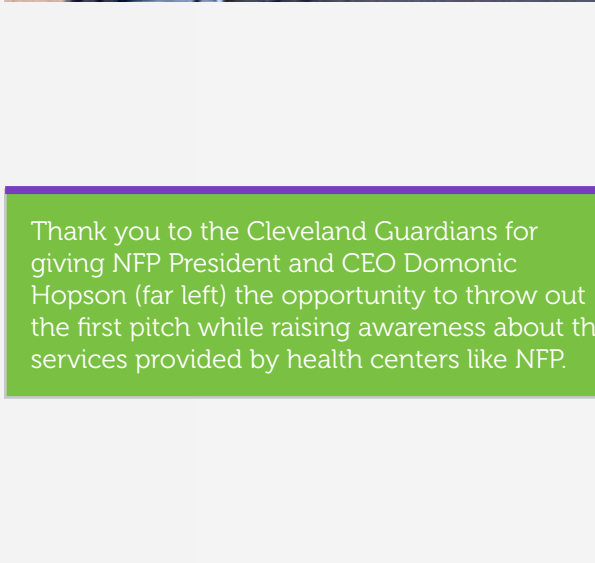 Thank you to the Cleveland Guardians for
giving NFP President and CEO Domonic
Hopson (far left) the opportunity to throw out
the first pitch while raising awareness about th
services provided by health centers like NFP.